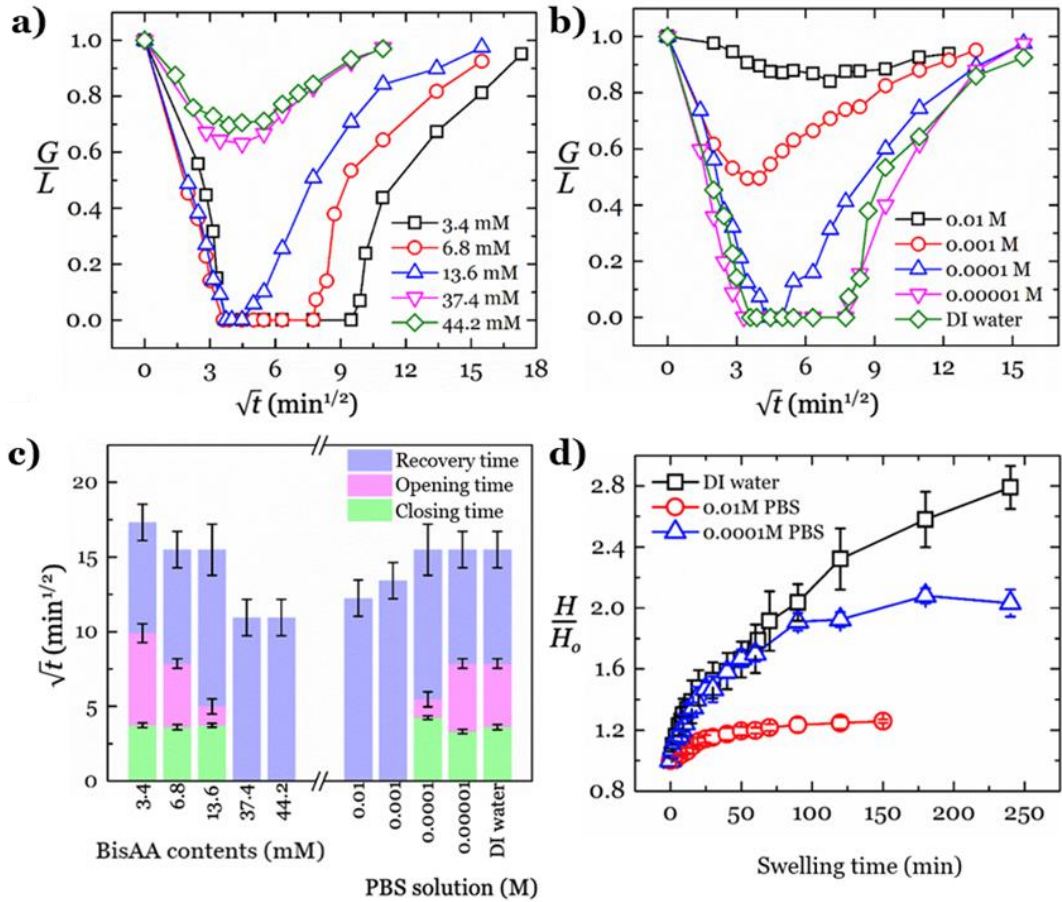 a)
G/L
1.0
0.8
0.6
0.4
0.2
0.0
3.4 mM
6.8 mM
13.6 mM
37.4 mM
44.2 mM
0 3 6 9 12 15 18
√t (min1/2)
b)
G/L
1.0
0.8
0.6
0.4
0.2
0.0
0.01 M
0.001 M
0.0001 M
0.00001 M
DI water
0 3 6 9 12 15
√t (min1/2)
c)
√t (min1/2)
20
15
10
5
0
Recovery time
Opening time
Closing time
3.4 6.8 13.6 37.4 44.2 0.01 0.001 0.0001 0.00001 DI water
BisAA contents (mM)
PBS solution (M)
d)
H/Ho
2.8
2.4
2.0
1.6
1.2
0.8
DI water
0.01M PBS
0.0001M PBS
0 50 100 150 200 250
Swelling time (min)